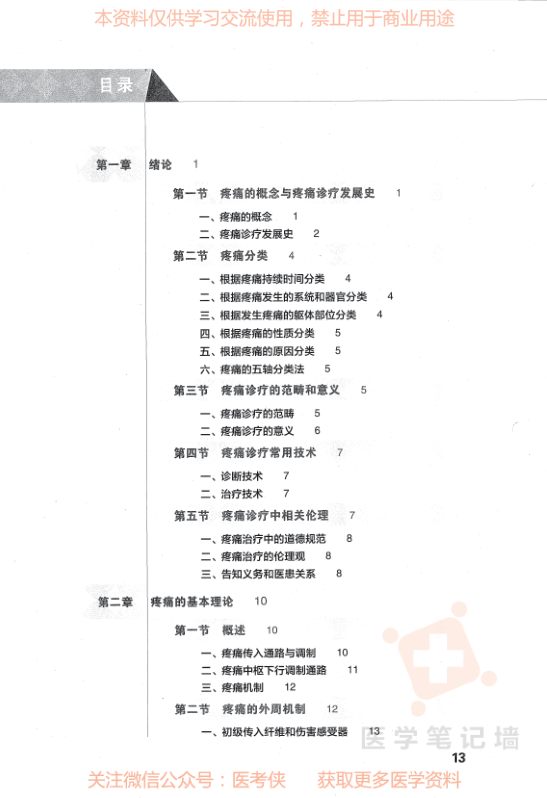 本资料仅供学习交流使用，禁止用于商业用途
目录
第一章 绪论 1
第一节 疼痛的概念与疼痛诊疗发展史 1
一、疼痛的概念 1
二、疼痛诊疗发展史 2
第二节 疼痛分类 4
一、根据疼痛持续时间分类 4
二、根据疼痛发生的系统和器官分类 4
三、根据发生疼痛的躯体部位分类 4
四、根据疼痛的性质分类 5
五、根据疼痛的原因分类 5
六、疼痛的五轴分类法 5
第三节 疼痛诊疗的范畴和意义 5
一、疼痛诊疗的范畴 5
二、疼痛诊疗的意义 6
第四节 疼痛诊疗常用技术 7
一、诊断技术 7
二、治疗技术 7
第五节 疼痛诊疗中相关伦理 7
一、疼痛治疗中的道德规范 8
二、疼痛治疗的伦理观 8
三、告知义务和医患关系 8
第二章 疼痛的基本理论 10
第一节 概述 10
一、疼痛传入通路与调制 10
二、疼痛中枢下行调制通路 11
三、疼痛机制 12
第二节 疼痛的外周机制 12
一、初级传入纤维和伤害感受器 13
医学笔记墙
13
关注微信公众号：医考侠 获取更多医学资料